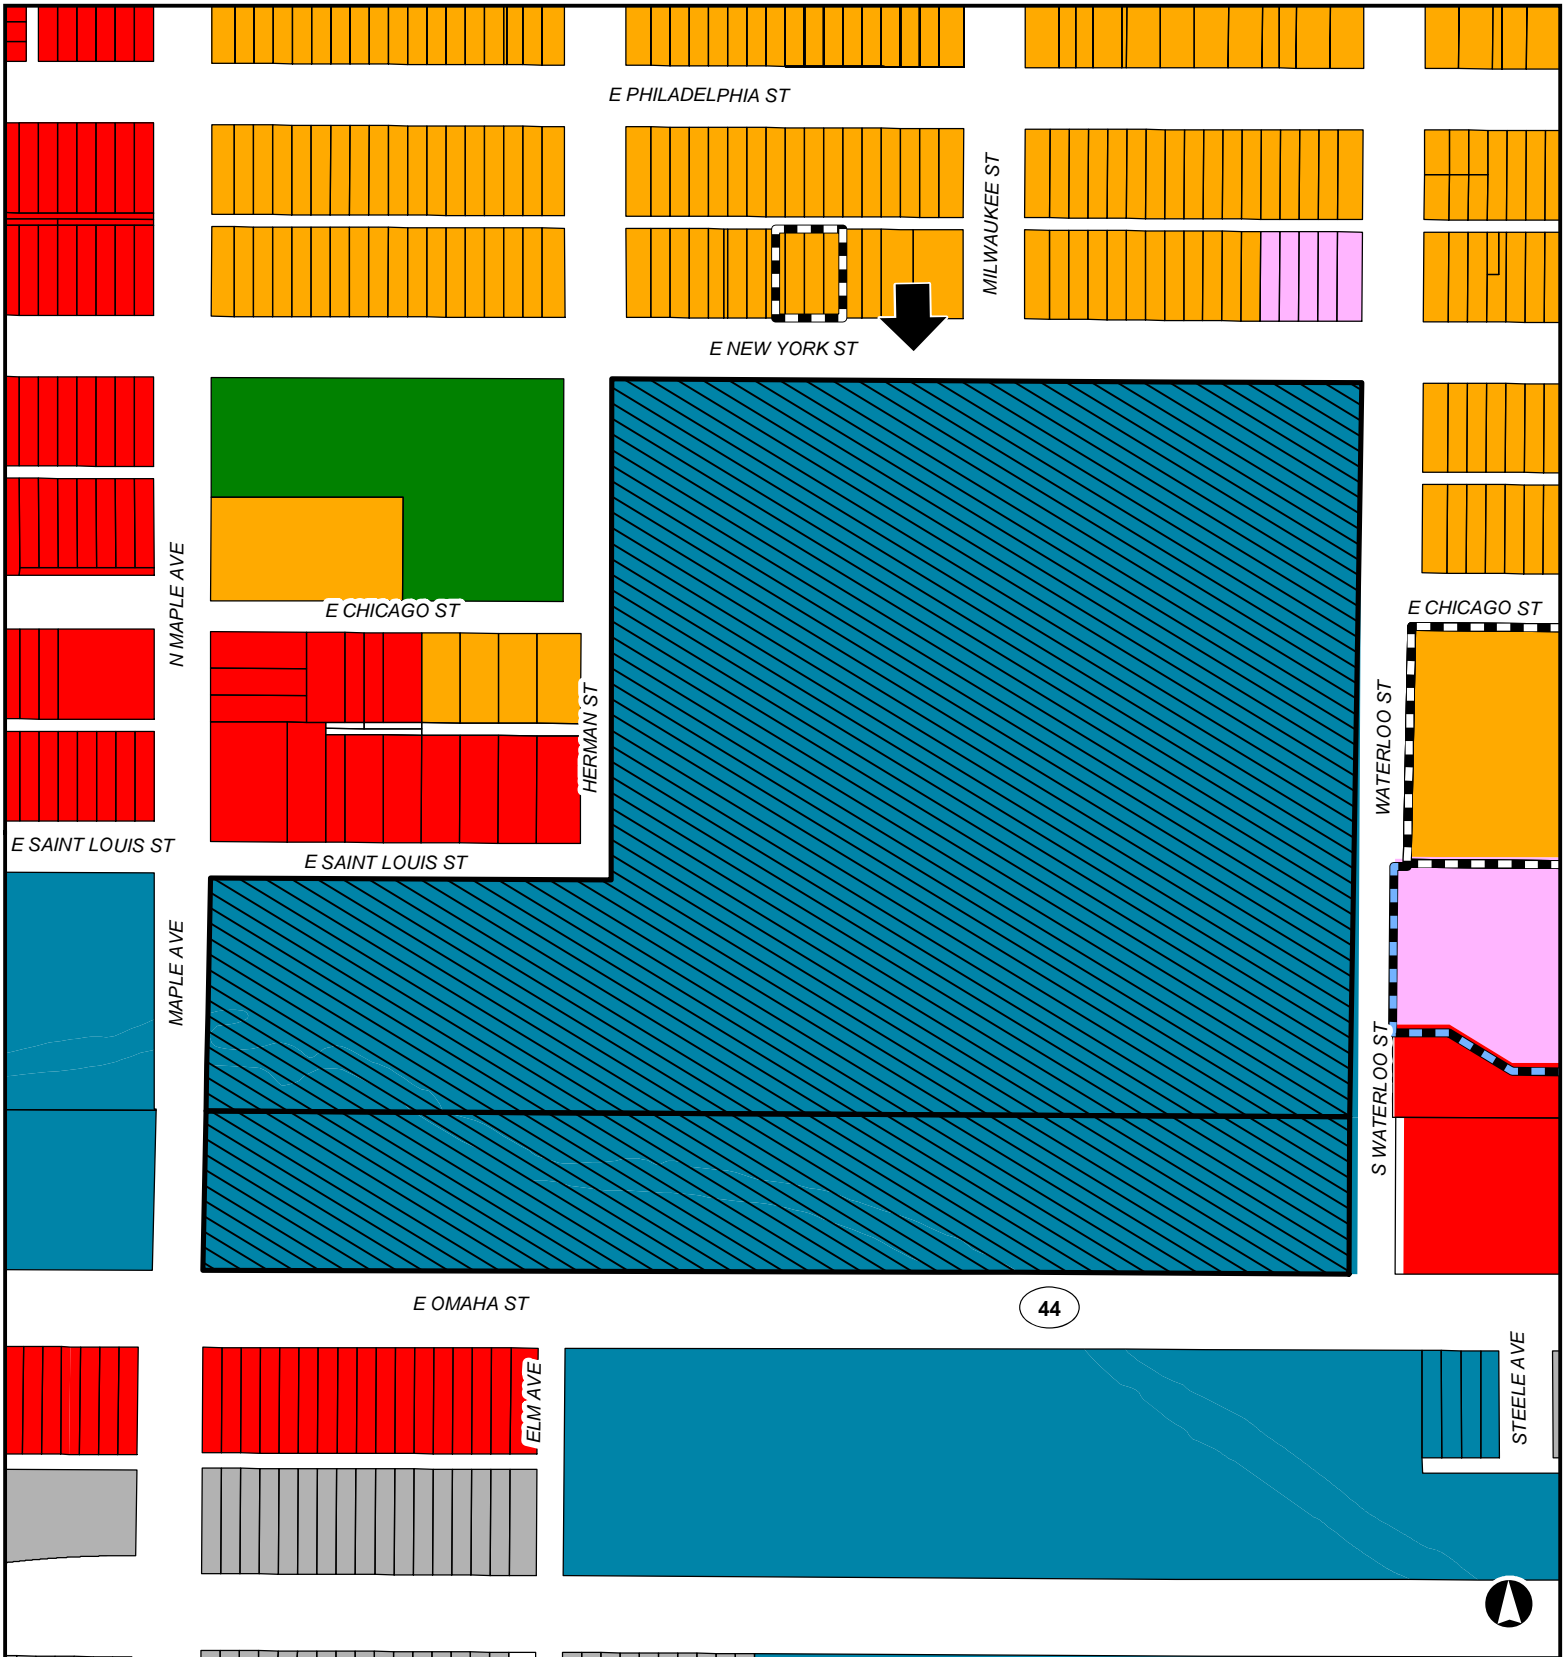 E PHILADELPHIA ST
MILWAUKEE ST
E NEW YORK ST
N MAPLE AVE
E CHICAGO ST
E CHICAGO ST
HERMAN ST
WATERLOO ST
E SAINT LOUIS ST
E SAINT LOUIS ST
MAPLE AVE
S WATERLOO ST
E OMAHA ST
44
ELM AVE
STEELE AVE